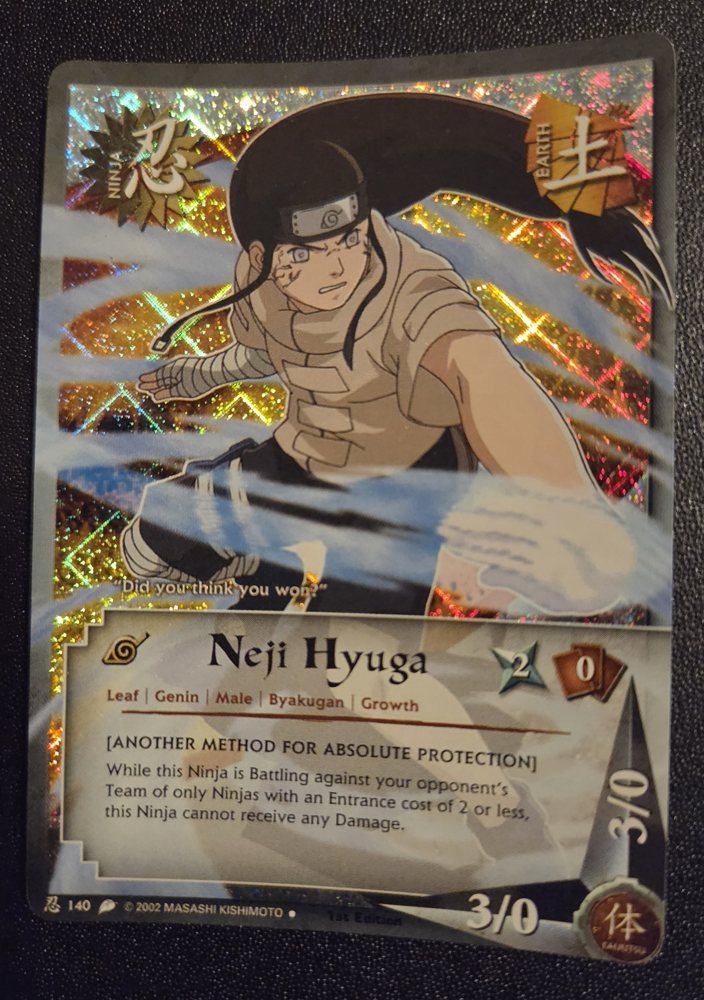 忍
NINJA
土
EARTH
"Did you think you won?"
Neji Hyuga
2
0
Leaf | Genin | Male | Byakugan | Growth
[ANOTHER METHOD FOR ABSOLUTE PROTECTION]
While this Ninja is Battling against your opponent's
Team of only Ninjas with an Entrance cost of 2 or less,
this Ninja cannot receive any Damage.
3/0
3/0
体
TAIJUTSU
忍 140 © 2002 MASASHI KISHIMOTO ●
1st Edition